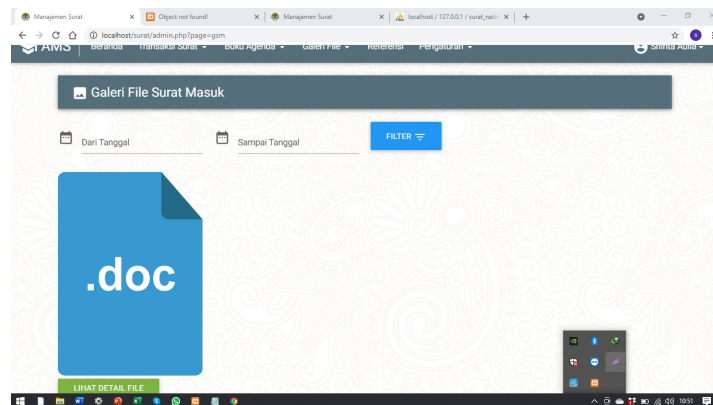 Manajemen Surat
Object not found!
Manajemen Surat
localhost / 127.0.0.1 / surat_nativ
localhost/surat/admin.php?page=gsm
AMS Beranda Transaksi Surat Buku Agenda Galeri File Referensi Pengaturan Shinta Aulia
Galeri File Surat Masuk
Dari Tanggal
Sampai Tanggal
FILTER
.doc
LIHAT DETAIL FILE
10:51